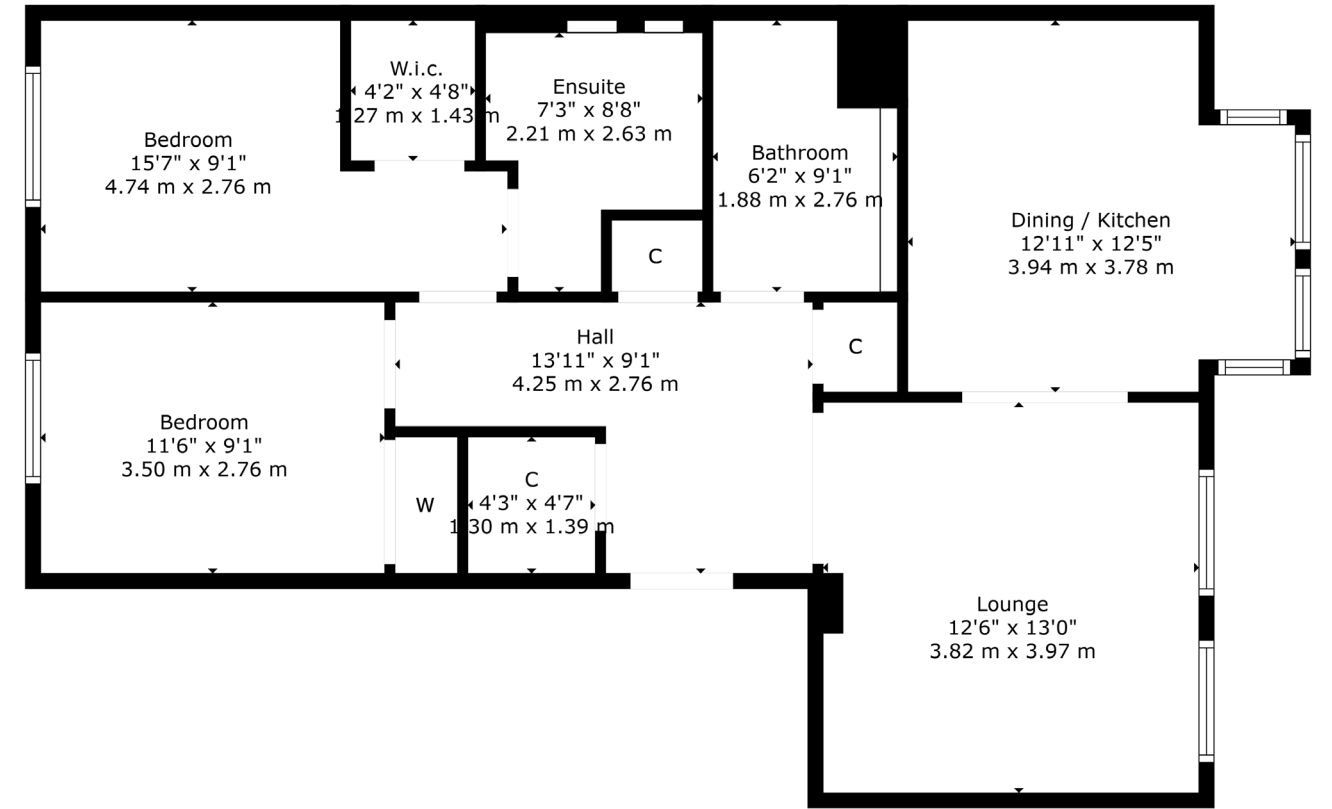 W.i.c.
4'2" x 4'8"
1.27 m x 1.43 m
Ensuite
7'3" x 8'8"
2.21 m x 2.63 m
Bedroom
15'7" x 9'1"
4.74 m x 2.76 m
Bathroom
6'2" x 9'1"
1.88 m x 2.76 m
Dining / Kitchen
12'11" x 12'5"
3.94 m x 3.78 m
C
Hall
13'11" x 9'1"
4.25 m x 2.76 m
C
Bedroom
11'6" x 9'1"
3.50 m x 2.76 m
W
C
4'3" x 4'7"
1.30 m x 1.39 m
Lounge
12'6" x 13'0"
3.82 m x 3.97 m